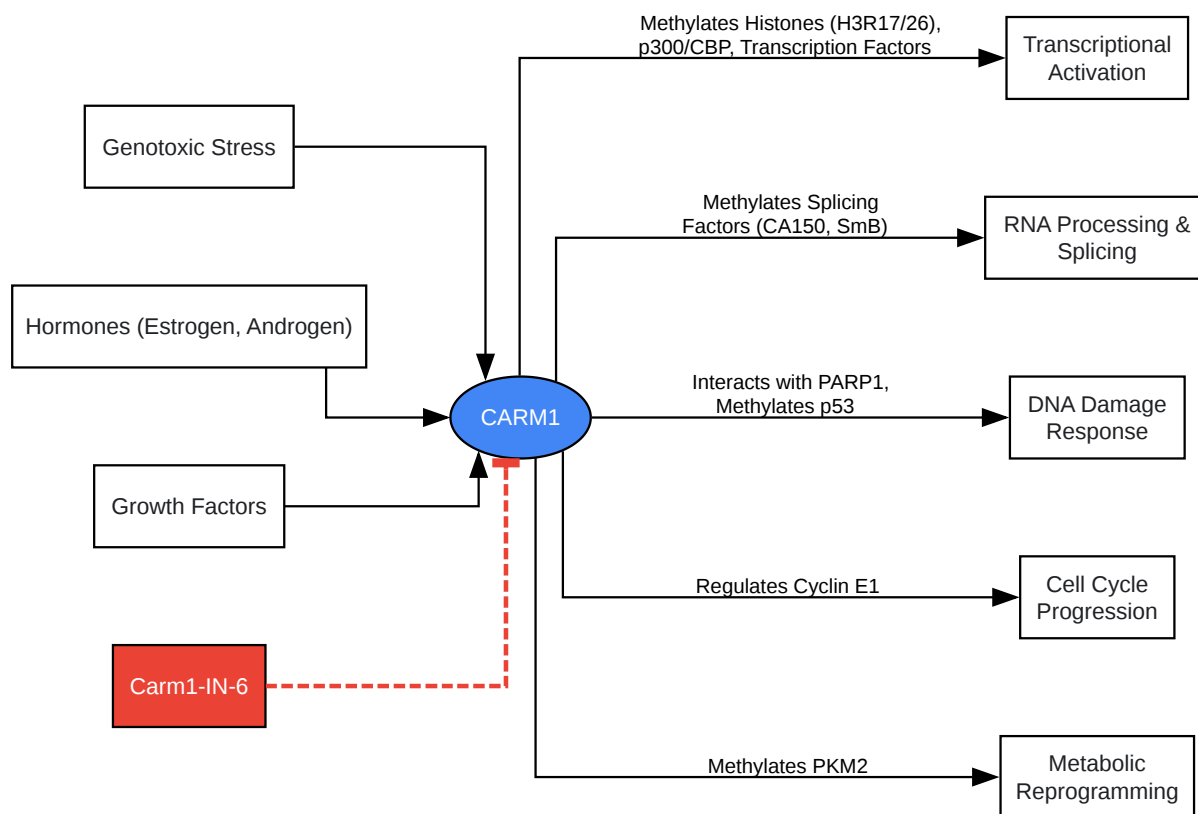 Methylates Histones (H3R17/26),
p300/CBP, Transcription Factors
Transcriptional
Activation
Genotoxic Stress
Methylates Splicing
Factors (CA150, SmB)
RNA Processing &
Splicing
Hormones (Estrogen, Androgen)
CARM1
Interacts with PARP1,
Methylates p53
DNA Damage
Response
Growth Factors
Regulates Cyclin E1
Cell Cycle
Progression
Carm1-IN-6
Methylates PKM2
Metabolic
Reprogramming